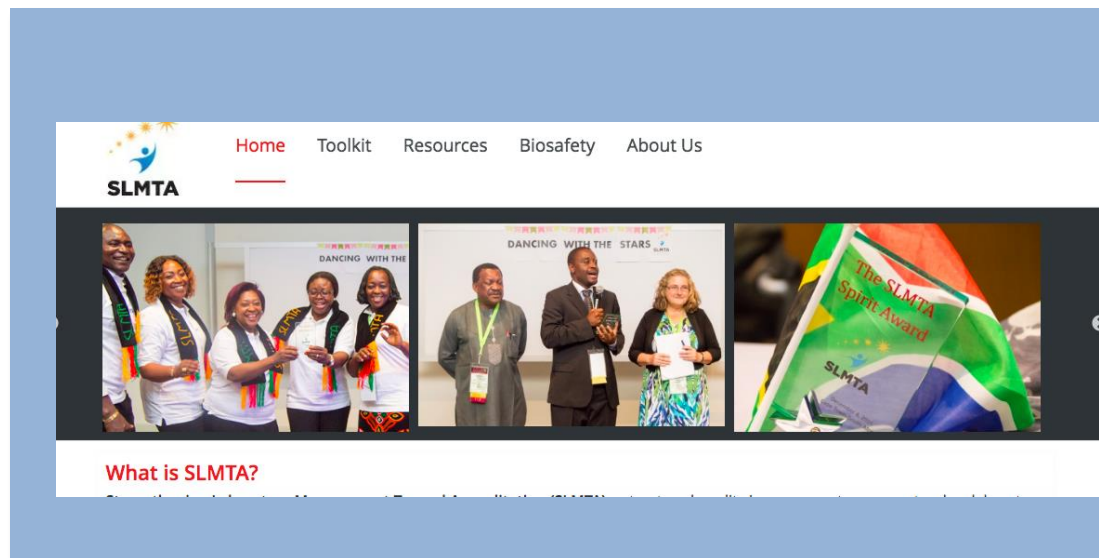 Home Toolkit Resources Biosafety About Us
SLMTA
DANCING WITH THE
DANCING WITH THE STARS
The SLMTA
Spirit Award
SLMTA
What is SLMTA?